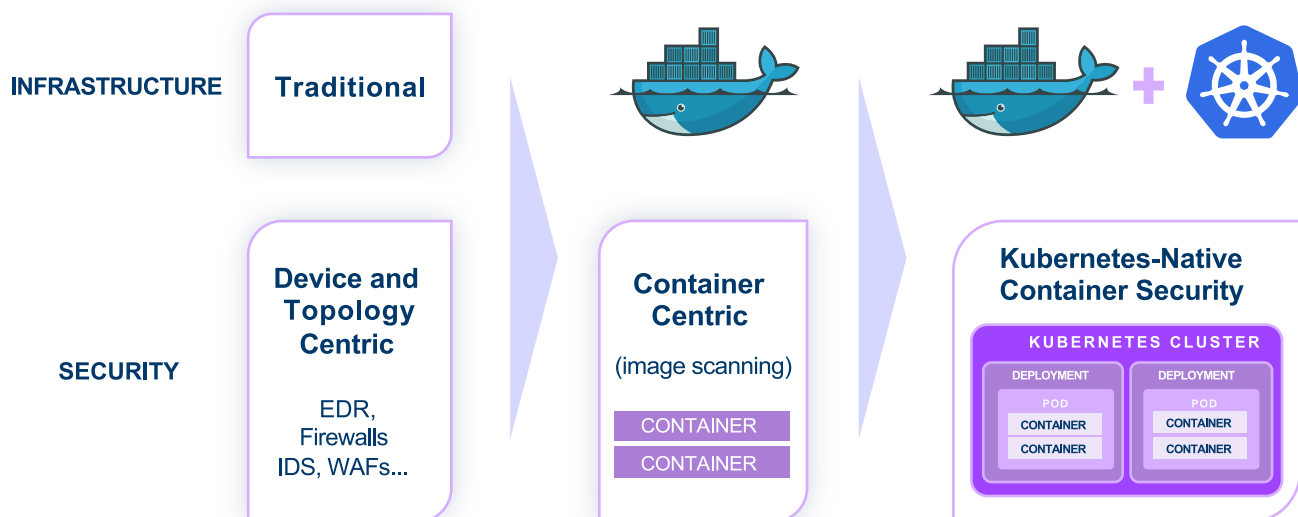 INFRASTRUCTURE
Traditional
SECURITY
Device and
Topology
Centric
EDR,
Firewalls
IDS, WAFs...
Container
Centric
(image scanning)
CONTAINER
CONTAINER
Kubernetes-Native
Container Security
KUBERNETES CLUSTER
DEPLOYMENT
POD
CONTAINER
CONTAINER
DEPLOYMENT
POD
CONTAINER
CONTAINER